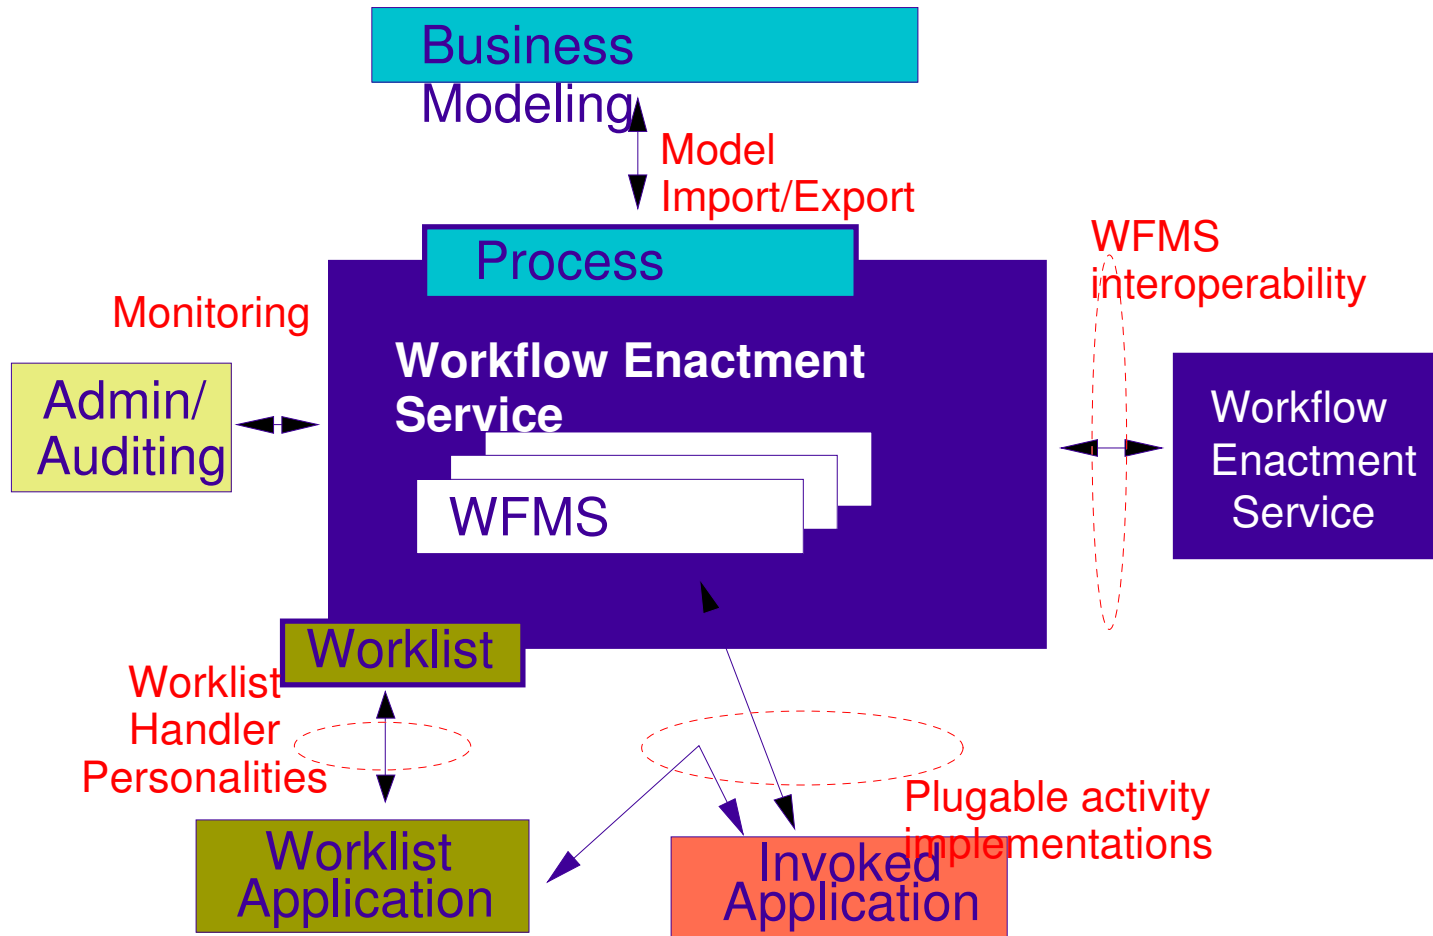 Business
Modeling
Model
Import/Export
Process
WFMS
interoperability
Monitoring
Workflow Enactment
Service
Admin/
Auditing
Workflow
Enactment
Service
WFMS
Worklist
Worklist
Handler
Personalities
Plugable activity
implementations
Worklist
Application
Invoked
Application